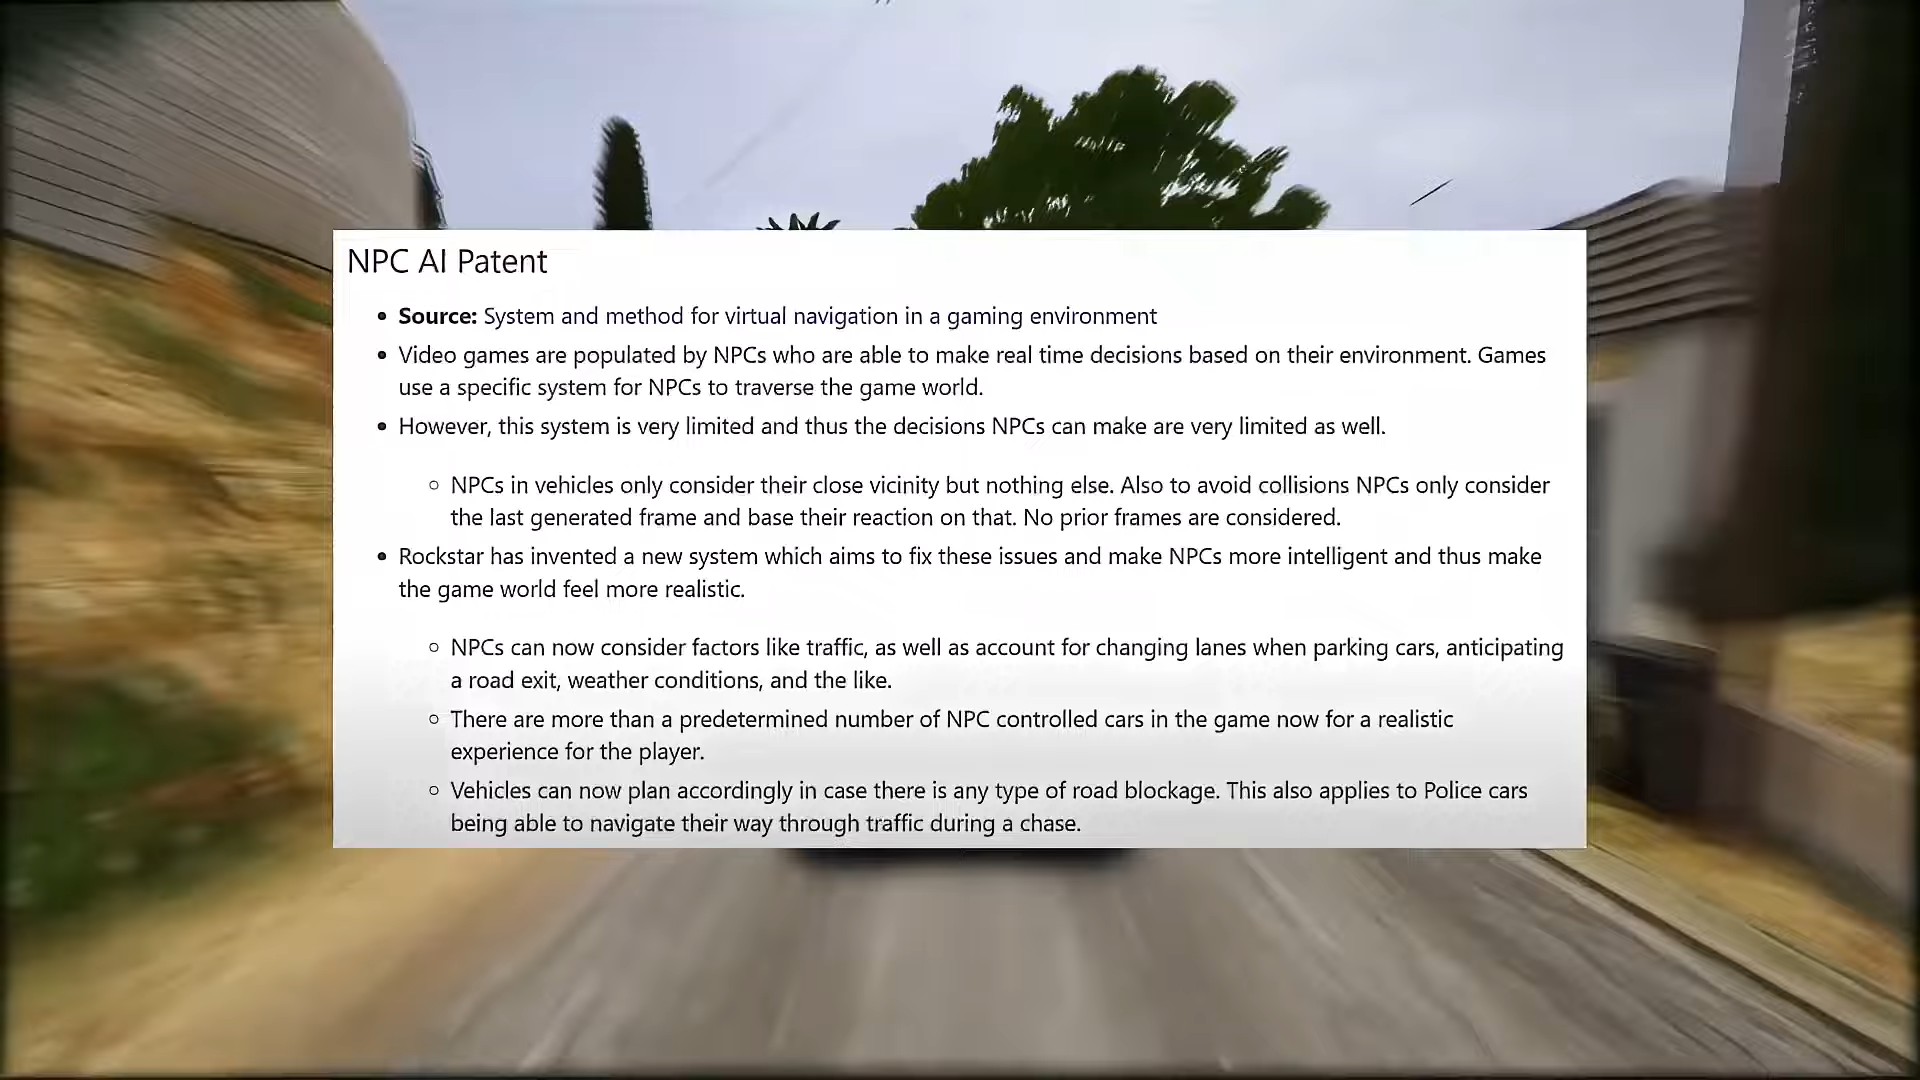 NPC AI Patent
• Source: System and method for virtual navigation in a gaming environment
• Video games are populated by NPCs who are able to make real time decisions based on their environment. Games
use a specific system for NPCs to traverse the game world.
• However, this system is very limited and thus the decisions NPCs can make are very limited as well.
○ NPCs in vehicles only consider their close vicinity but nothing else. Also to avoid collisions NPCs only consider
the last generated frame and base their reaction on that. No prior frames are considered.
• Rockstar has invented a new system which aims to fix these issues and make NPCs more intelligent and thus make
the game world feel more realistic.
○ NPCs can now consider factors like traffic, as well as account for changing lanes when parking cars, anticipating
a road exit, weather conditions, and the like.
○ There are more than a predetermined number of NPC controlled cars in the game now for a realistic
experience for the player.
○ Vehicles can now plan accordingly in case there is any type of road blockage. This also applies to Police cars
being able to navigate their way through traffic during a chase.